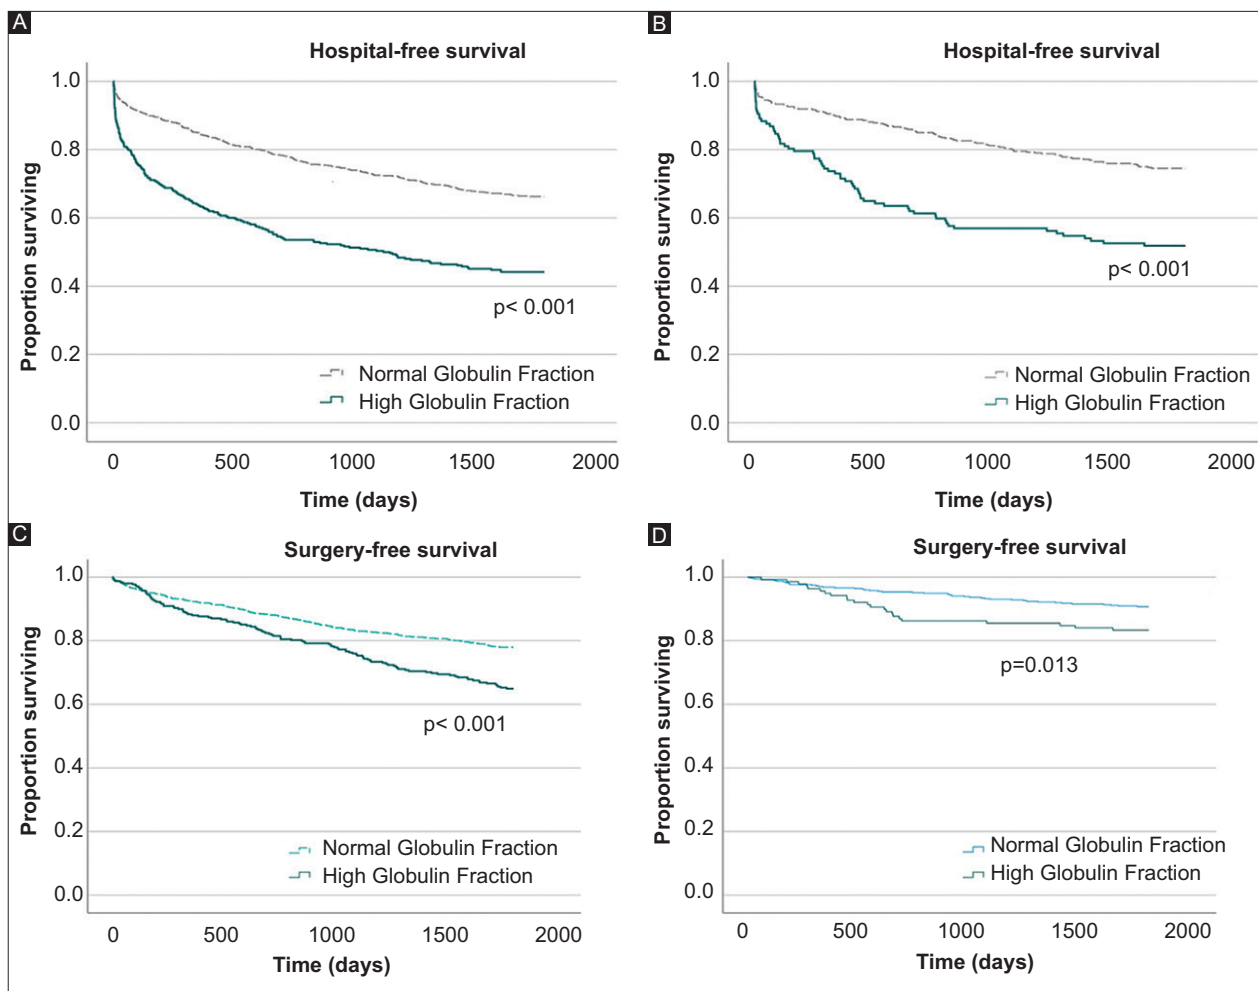 A
Hospital-free survival
Proportion surviving
1.0
0.8
0.6
0.4
0.2
0.0
p< 0.001
Normal Globulin Fraction
High Globulin Fraction
0 500 1000 1500 2000
Time (days)
B
Hospital-free survival
Proportion surviving
1.0
0.8
0.6
0.4
0.2
0.0
p< 0.001
Normal Globulin Fraction
High Globulin Fraction
0 500 1000 1500 2000
Time (days)
C
Surgery-free survival
Proportion surviving
1.0
0.8
0.6
0.4
0.2
0.0
p< 0.001
Normal Globulin Fraction
High Globulin Fraction
0 500 1000 1500 2000
Time (days)
D
Surgery-free survival
Proportion surviving
1.0
0.8
0.6
0.4
0.2
0.0
p=0.013
Normal Globulin Fraction
High Globulin Fraction
0 500 1000 1500 2000
Time (days)